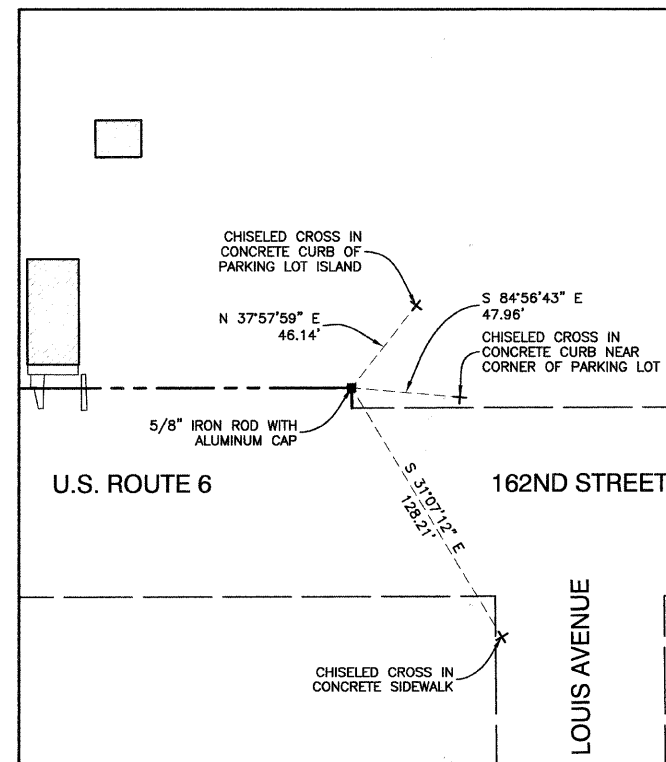 CHISELED CROSS IN
CONCRETE CURB OF
PARKING LOT ISLAND
N 37°57'59" E
46.14'
S 84°56'43" E
47.96'
CHISELED CROSS IN
CONCRETE CURB NEAR
CORNER OF PARKING LOT
5/8" IRON ROD WITH
ALUMINUM CAP
U.S. ROUTE 6
162ND STREET
S 31°07'12" E
128.21'
CHISELED CROSS IN
CONCRETE SIDEWALK
LOUIS AVENUE